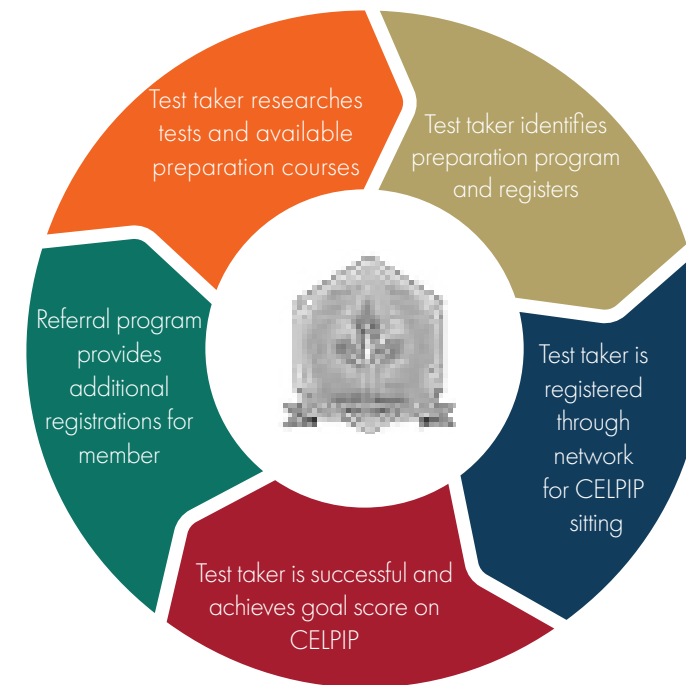 Test taker researches
tests and available
preparation courses
Test taker identifies
preparation program
and registers
Test taker is
registered
through
network
for CELPIP
sitting
Test taker is successful and
achieves goal score on
CELPIP
Referral program
provides
additional
registrations for
member